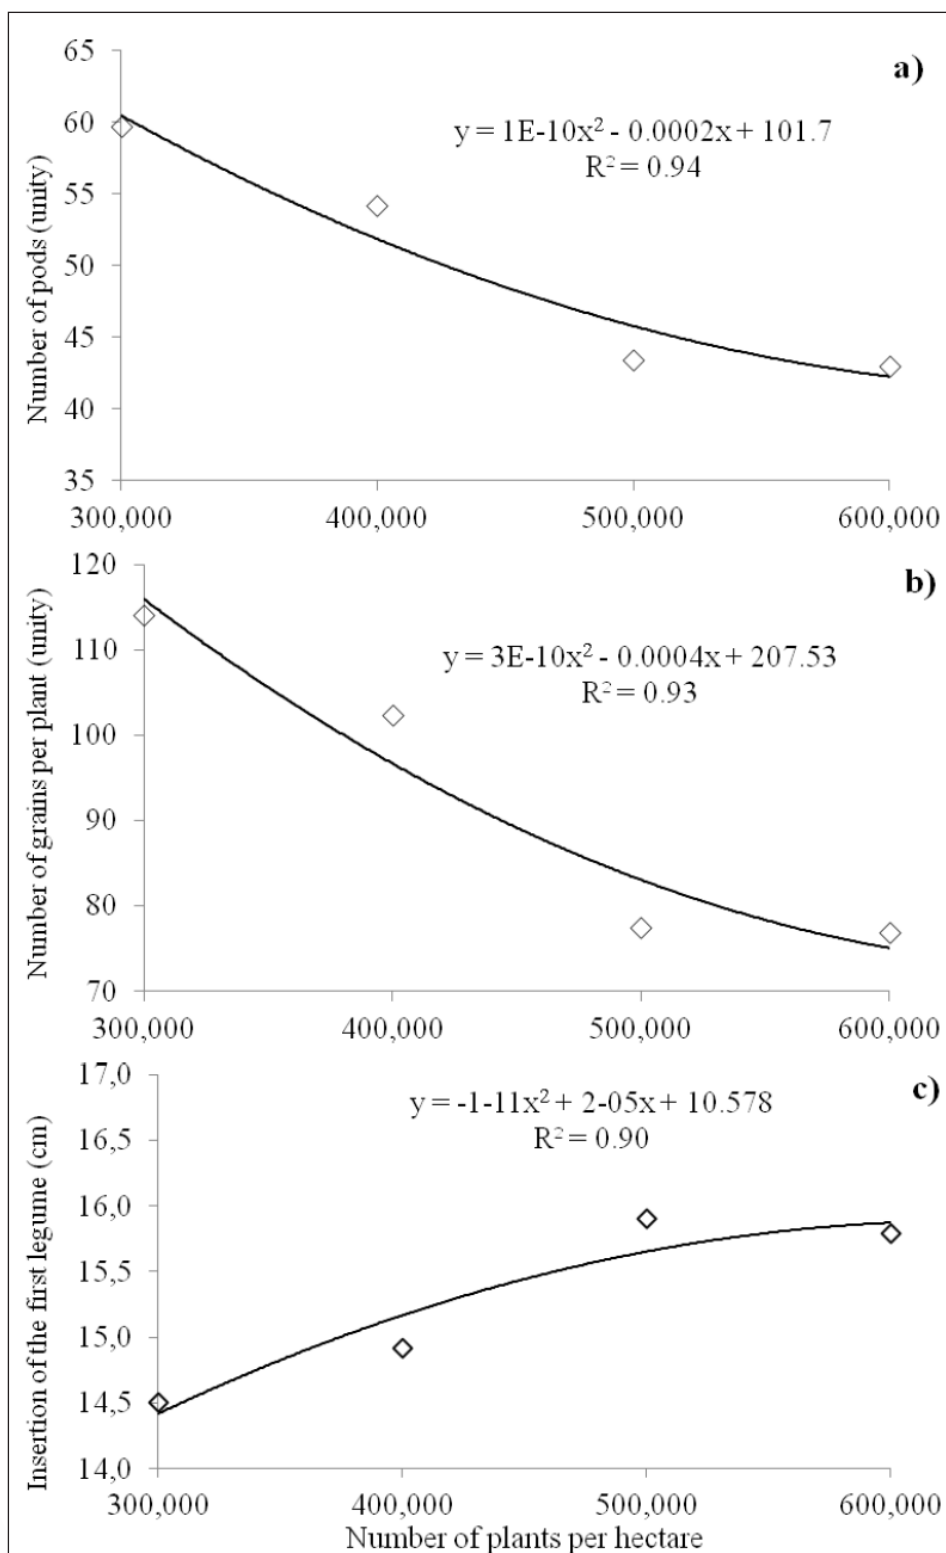 a)
65
60
55
50
45
40
35
Number of pods (unity)
y = 1E-10x² - 0.0002x + 101.7
R² = 0.94
300,000 400,000 500,000 600,000
b)
120
110
100
90
80
70
Number of grains per plant (unity)
y = 3E-10x² - 0.0004x + 207.53
R² = 0.93
300,000 400,000 500,000 600,000
c)
17,0
16,5
16,0
15,5
15,0
14,5
14,0
Insertion of the first legume (cm)
y = -1-11x² + 2-05x + 10.578
R² = 0.90
300,000 400,000 500,000 600,000
Number of plants per hectare